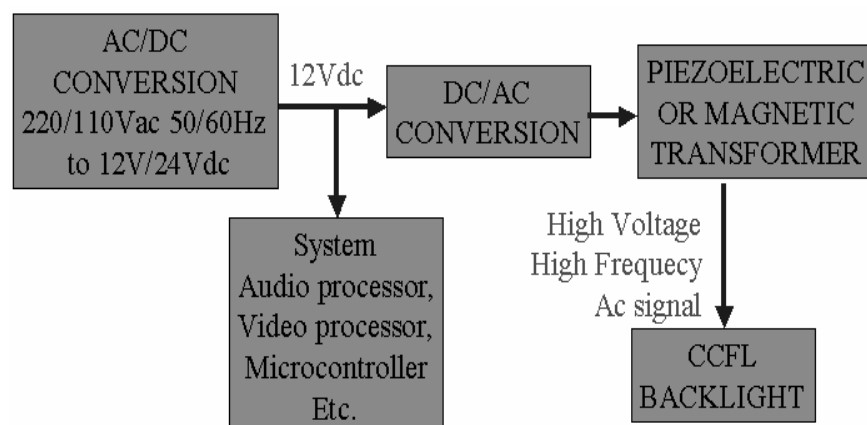 AC/DC
CONVERSION
220/110Vac 50/60Hz
to 12V/24Vdc
12Vdc
DC/AC
CONVERSION
PIEZOELECTRIC
OR MAGNETIC
TRANSFORMER
System
Audio processor,
Video processor,
Microcontroller
Etc.
High Voltage
High Frequecy
Ac signal
CCFL
BACKLIGHT